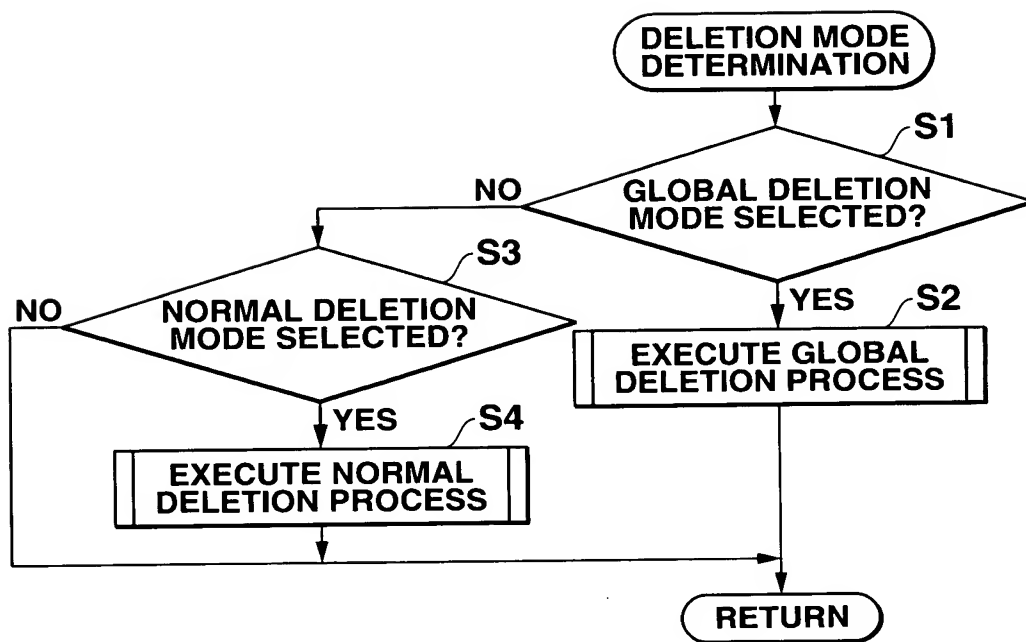 DELETION MODE
DETERMINATION
S1
GLOBAL DELETION
MODE SELECTED?
NO
YES
S2
EXECUTE GLOBAL
DELETION PROCESS
S3
NORMAL DELETION
MODE SELECTED?
NO
YES
S4
EXECUTE NORMAL
DELETION PROCESS
RETURN